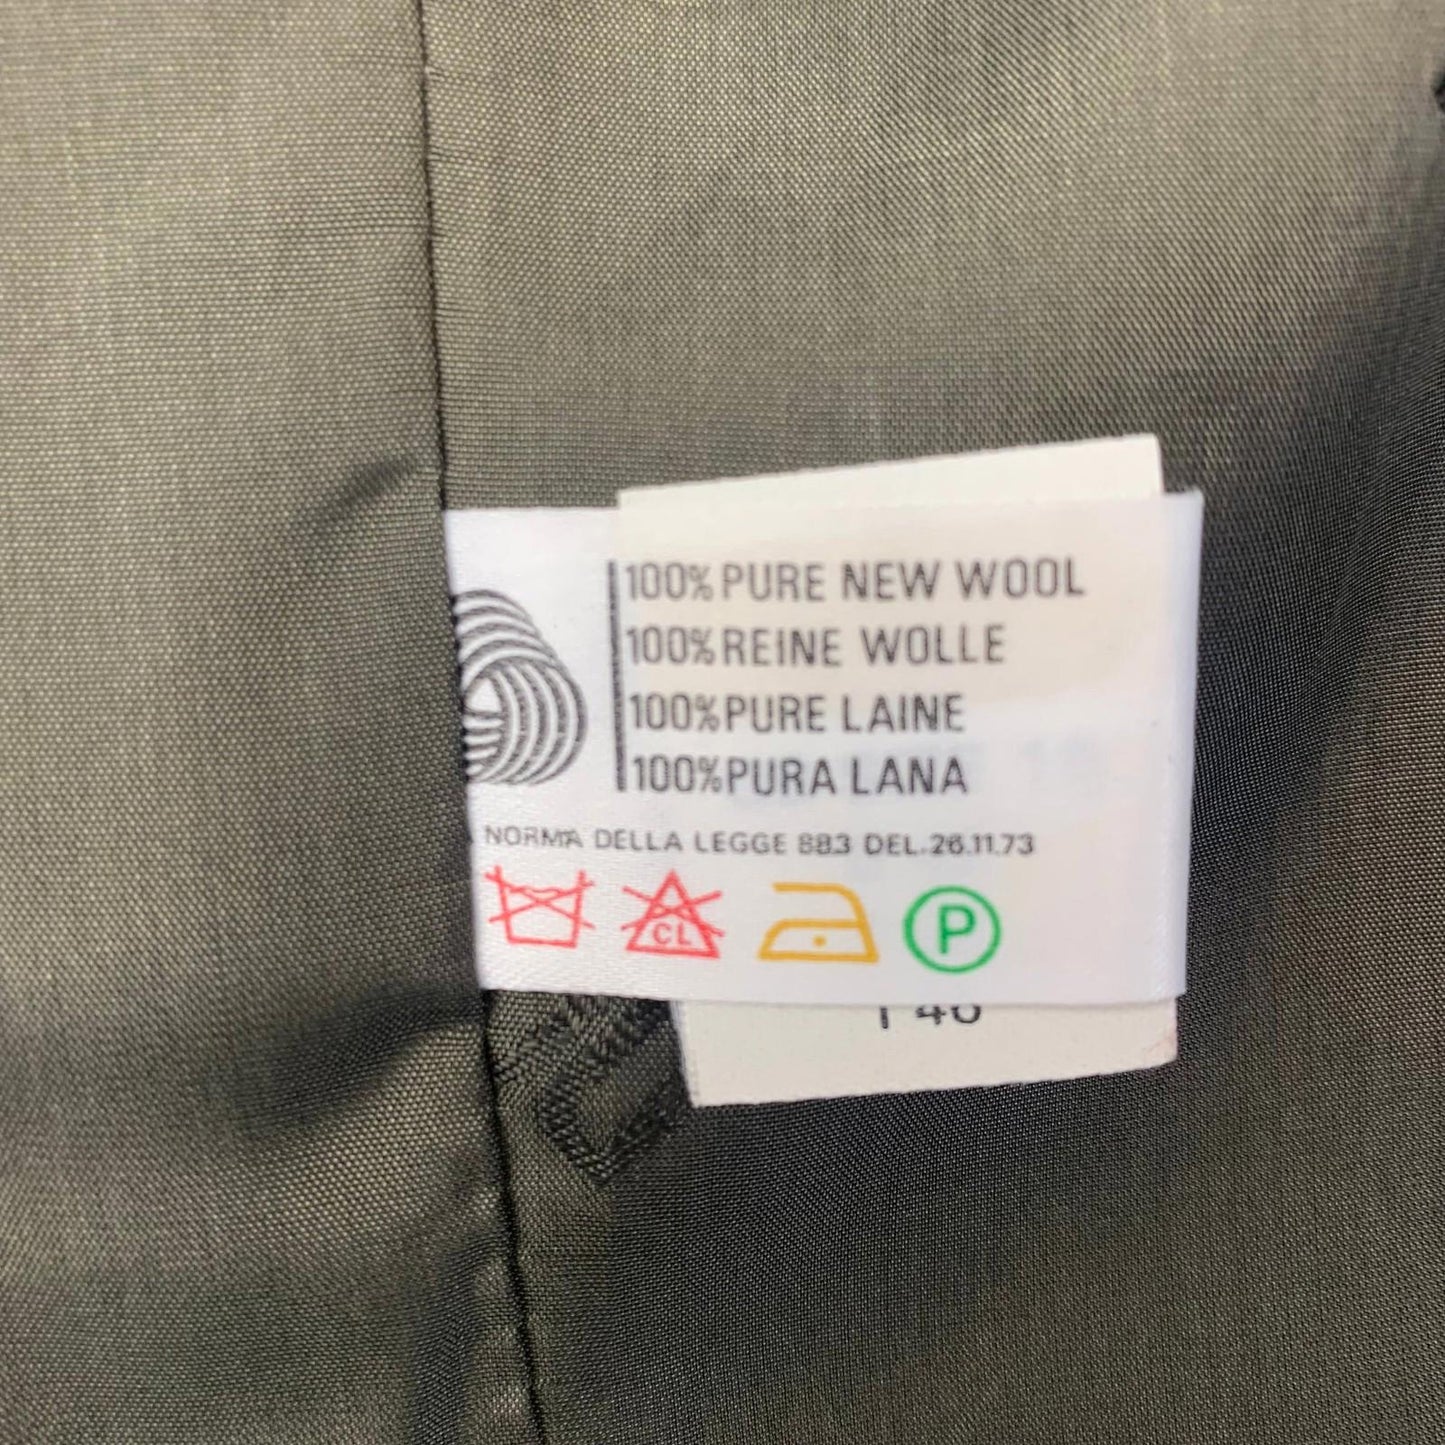 100% PURE NEW WOOL
100% REINE WOLLE
100% PURE LAINE
100% PURA LANA
NORMA DELLA LEGGE 883 DEL.26.11.73
CL
P
46